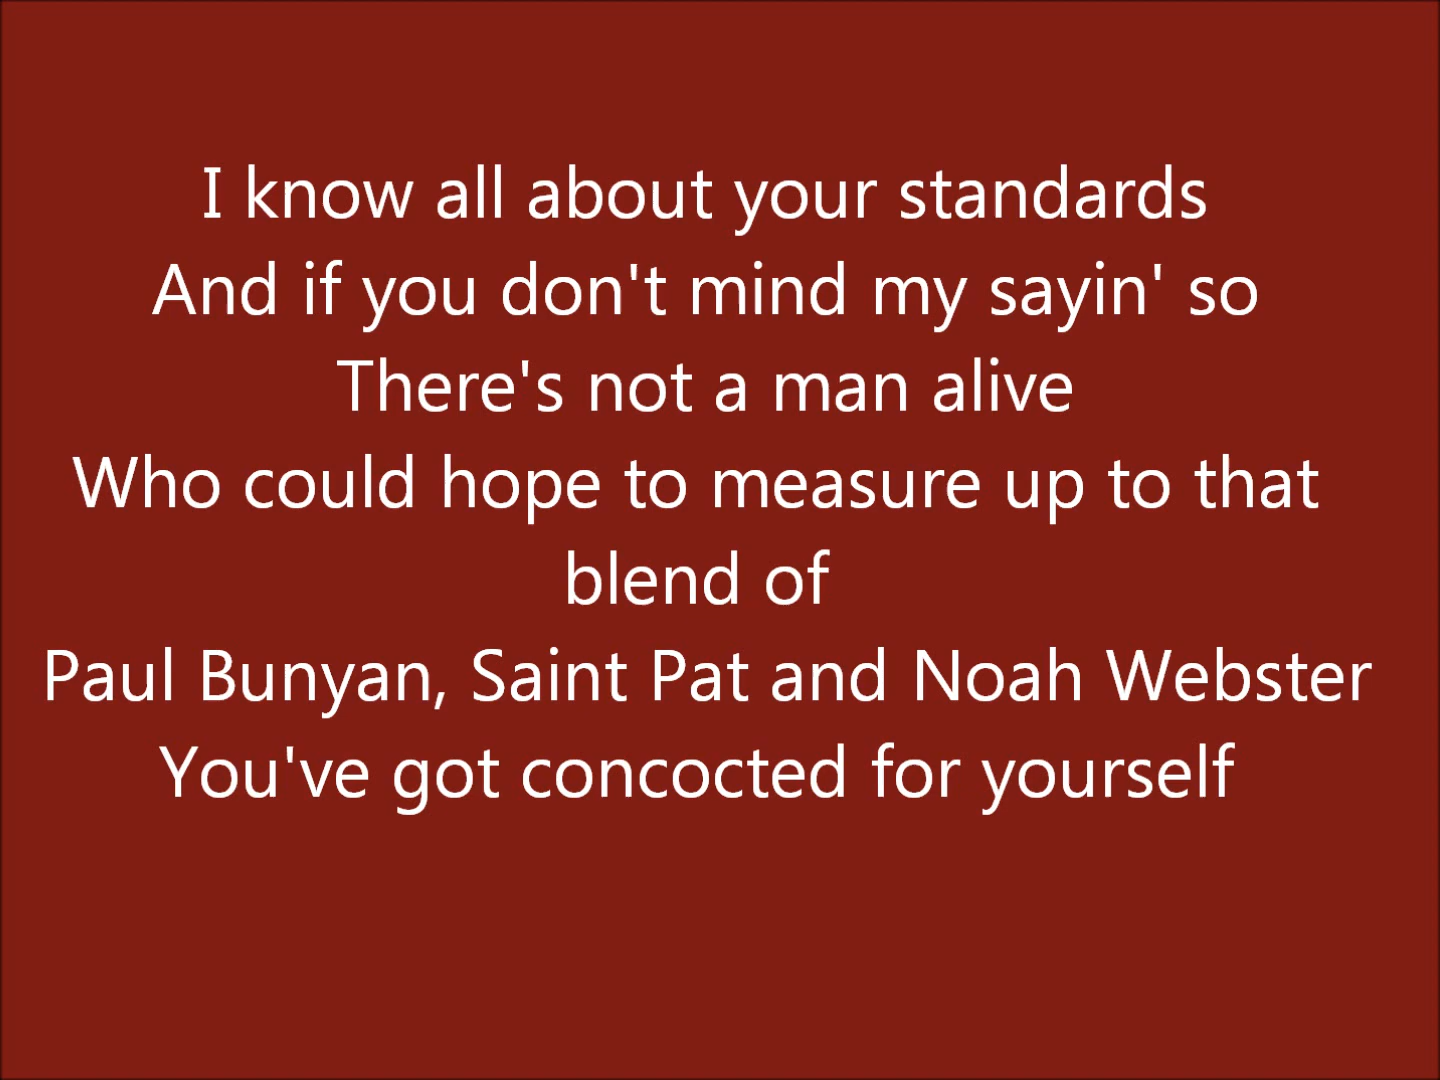 I know all about your standards
And if you don't mind my sayin' so
There's not a man alive
Who could hope to measure up to that
blend of
Paul Bunyan, Saint Pat and Noah Webster
You've got concocted for yourself